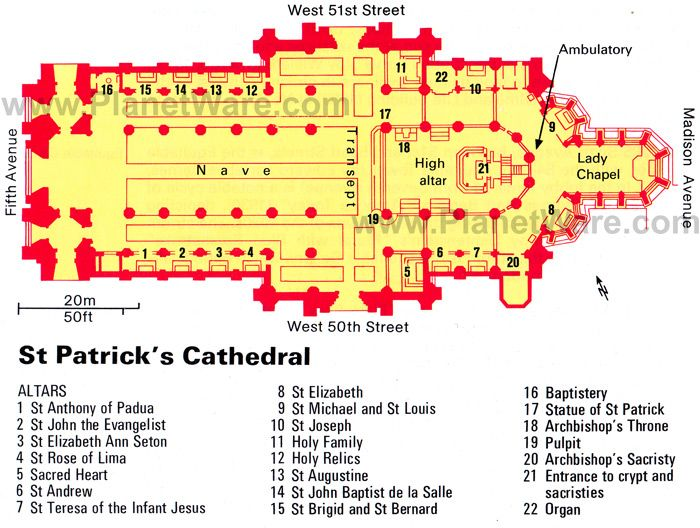 West 51st Street
Ambulatory
11
22
10
16
15
14
13
12
www.PlanetWare.com
17
9
18
Fifth Avenue
Nave
Transept
High
altar
21
Lady
Chapel
Madison Avenue
19
8
www.PlanetWare.com
1
2
3
4
5
6
7
20
20m
50ft
N
West 50th Street
St Patrick's Cathedral
ALTARS
1 St Anthony of Padua
2 St John the Evangelist
3 St Elizabeth Ann Seton
4 St Rose of Lima
5 Sacred Heart
6 St Andrew
7 St Teresa of the Infant Jesus
8 St Elizabeth
9 St Michael and St Louis
10 St Joseph
11 Holy Family
12 Holy Relics
13 St Augustine
14 St John Baptist de la Salle
15 St Brigid and St Bernard
16 Baptistery
17 Statue of St Patrick
18 Archbishop's Throne
19 Pulpit
20 Archbishop's Sacristy
21 Entrance to crypt and
sacristies
22 Organ